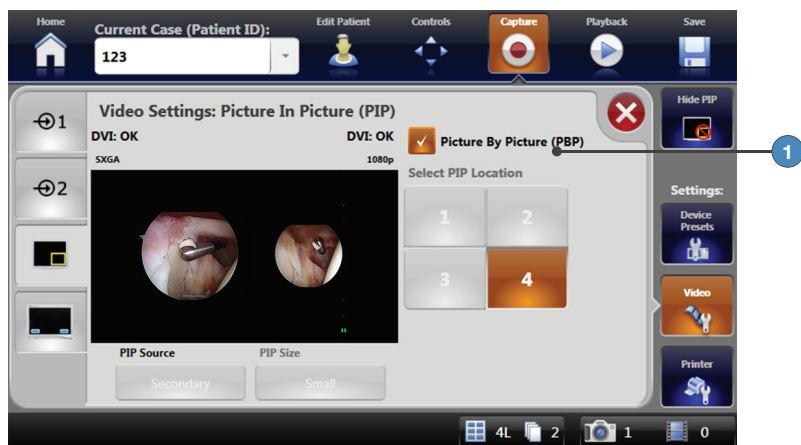 Home
Current Case (Patient ID):
123
Edit Patient
Controls
Capture
Playback
Save
1
2
Video Settings: Picture In Picture (PIP)
DVI: OK
DVI: OK
SXGA
1080p
PIP Source
PIP Size
Secondary
Small
Picture By Picture (PBP)
Select PIP Location
1
2
3
4
Hide PIP
Settings:
Device
Presets
Video
Printer
1
4L
2
1
0